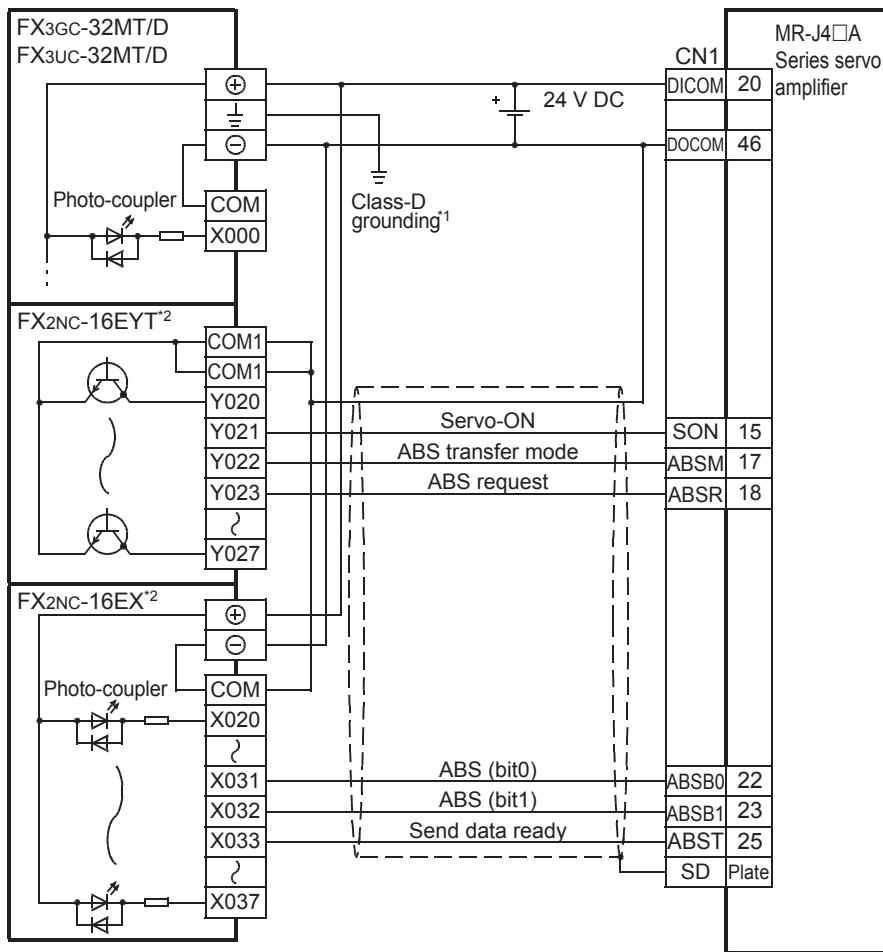 FX3GC-32MT/D
FX3UC-32MT/D
⊕
⊖
Photo-coupler
COM
X000
24 V DC
+
Class-D
grounding*1
CN1
MR-J4□A
Series servo
amplifier
DICOM 20
DOCOM 46
FX2NC-16EYT*2
COM1
COM1
Y020
Y021 Servo-ON SON 15
Y022 ABS transfer mode ABSM 17
Y023 ABS request ABSR 18
Y027
FX2NC-16EX*2
⊕
⊖
Photo-coupler
COM
X020
X031 ABS (bit0) ABSB0 22
X032 ABS (bit1) ABSB1 23
X033 Send data ready ABST 25
SD Plate
X037